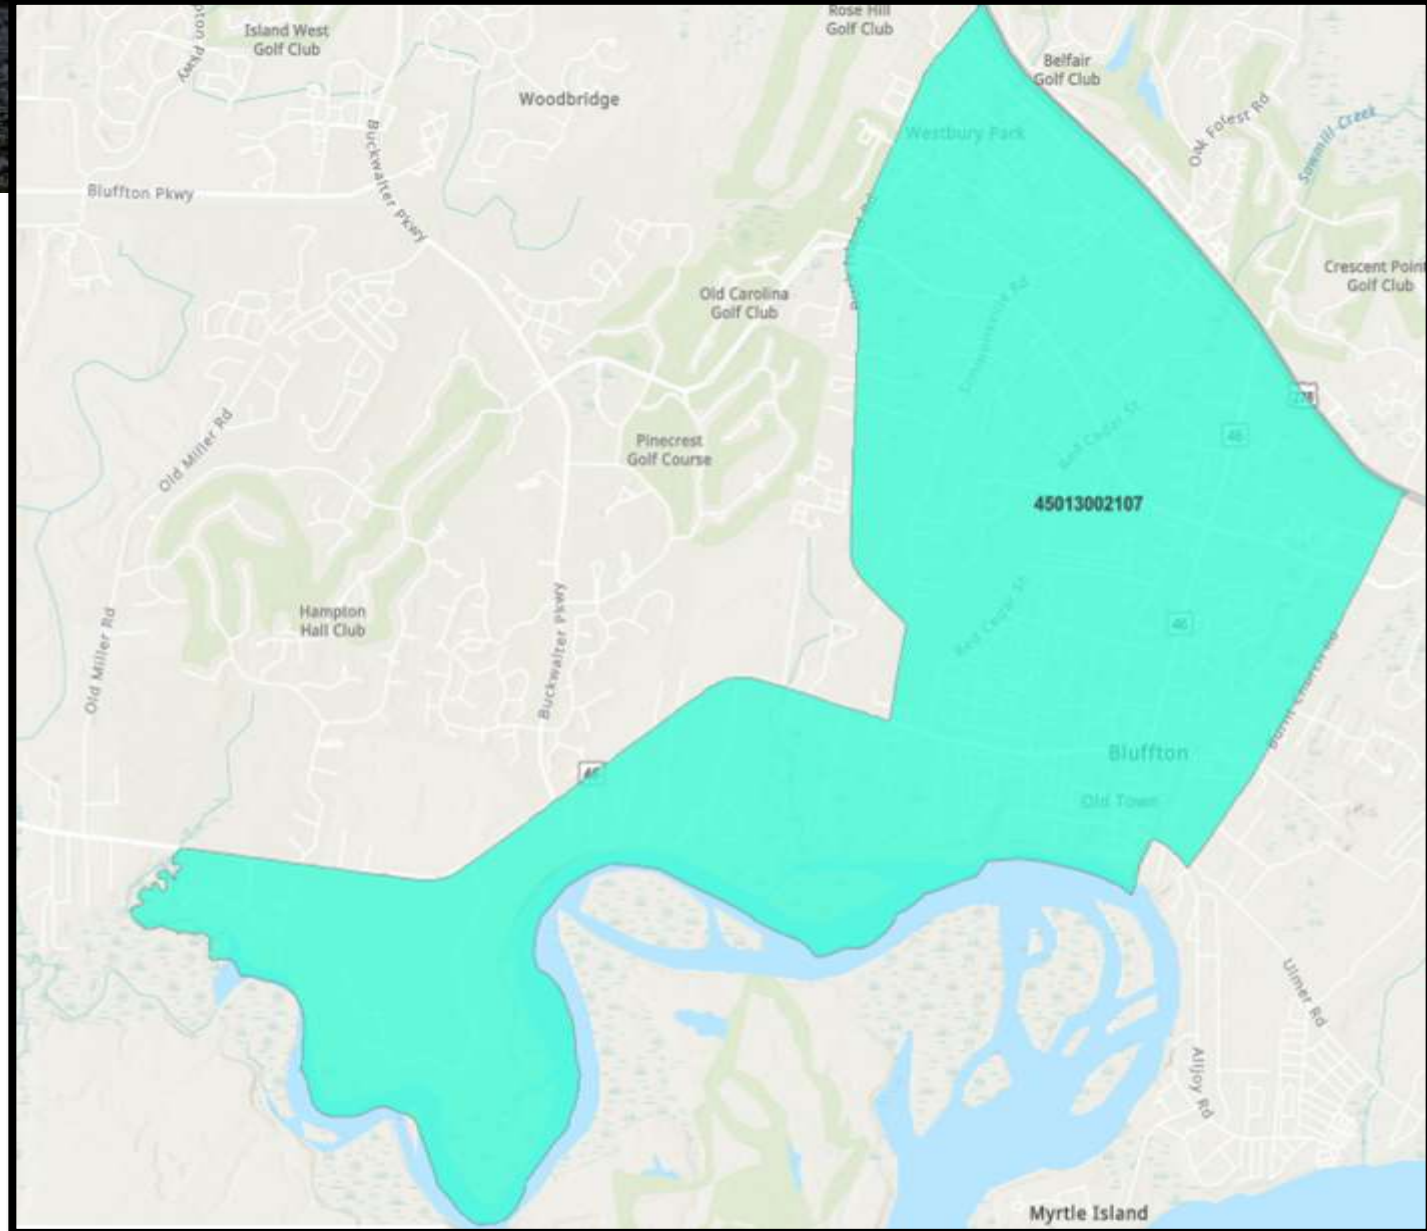 Rose Hill
Golf Club
Island West
Golf Club
Belfair
Golf Club
Woodbridge
Westbury Park
Oak Forest Rd
Sawmill Creek
Buckwalter Pkwy
Bluffton Pkwy
Crescent Point
Golf Club
Old Carolina
Golf Club
278
Red Cedar St
46
Old Miller Rd
Pinecrest
Golf Course
45013002107
Hampton
Hall Club
Red Cedar St
46
Old Miller Rd
Buckwalter Pkwy
Burnt Church Rd
Bluffton
46
Old Town
Ulmer Rd
Alljoy Rd
Myrtle Island